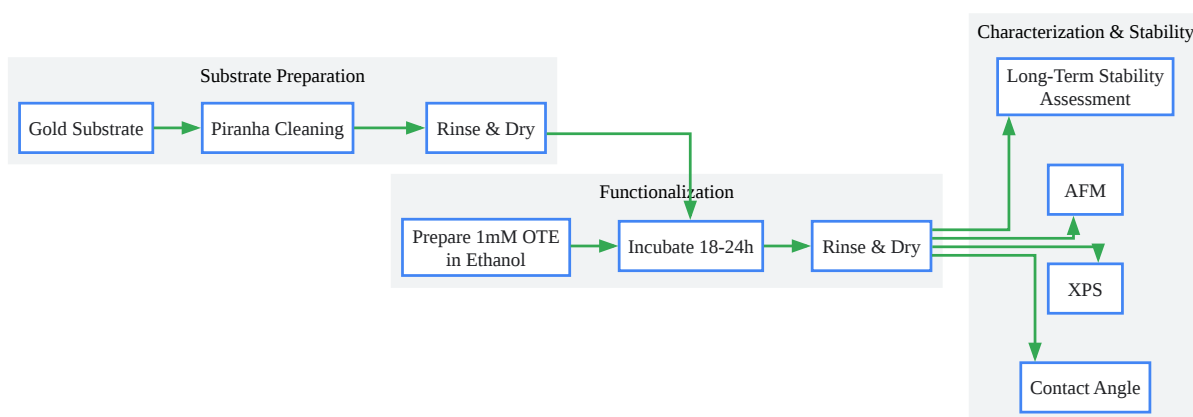 Substrate Preparation
Gold Substrate
Piranha Cleaning
Rinse & Dry
Functionalization
Prepare 1mM OTE
in Ethanol
Incubate 18-24h
Rinse & Dry
Characterization & Stability
Long-Term Stability
Assessment
AFM
XPS
Contact Angle